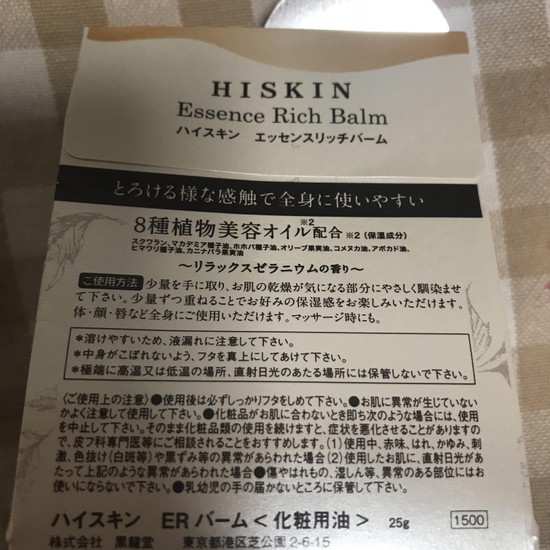 HISKIN
Essence Rich Balm
ハイスキン エッセンスリッチバーム
とろける様な感触で全身に使いやすい
8種植物美容オイル※2配合 ※2(保湿成分)
スクワラン、マカデミア種子油、ホホバ種子油、オリーブ果実油、コメヌカ油、アボカド油、
ヒマワリ種子油、カニナバラ果実油
～リラックスゼラニウムの香り～
ご使用方法 少量を手に取り、お肌の乾燥が気になる部分にやさしく馴染ませ
て下さい。少量ずつ重ねることでお好みの保湿感をお楽しみいただけます。
体・顔・唇など全身にご使用いただけます。マッサージ時にも。
*溶けやすいため、液漏れに注意して下さい。
*中身がこぼれないよう、フタを真上にしてあけて下さい。
*極端に高温又は低温の場所、直射日光のあたる場所には保管しないで下さい。
〈ご使用上の注意〉●使用後は必ずしっかりフタをしめて下さい。●お肌に異常が生じていない
かよく注意して使用して下さい。●化粧品がお肌に合わないとき即ち次のような場合には、使用
を中止して下さい。そのまま化粧品類の使用を続けますと、症状を悪化させることがありますの
で、皮フ科専門医等にご相談されることをおすすめします。(1)使用中、赤味、はれ、かゆみ、刺
激、色抜け(白斑等)や黒ずみ等の異常があらわれた場合(2)使用したお肌に、直射日光があ
たって上記のような異常があらわれた場合●傷やはれもの、湿しん等、異常のある部位にはお
使いにならないで下さい。●乳幼児の手の届かないところに保管して下さい。
ハイスキン ERバーム<化粧用油> 25g 1500
株式会社 黒龍堂 東京都港区芝公園2-6-15